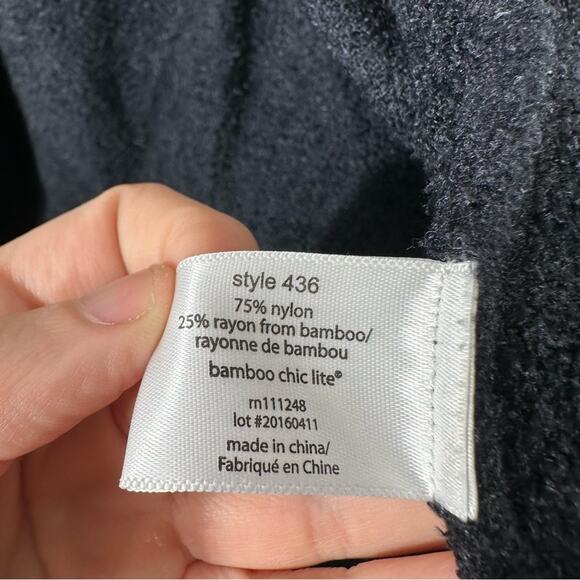 style 436
75% nylon
25% rayon from bamboo/
rayonne de bambou
bamboo chic lite®
rn111248
lot #20160411
made in china/
Fabriqué en Chine